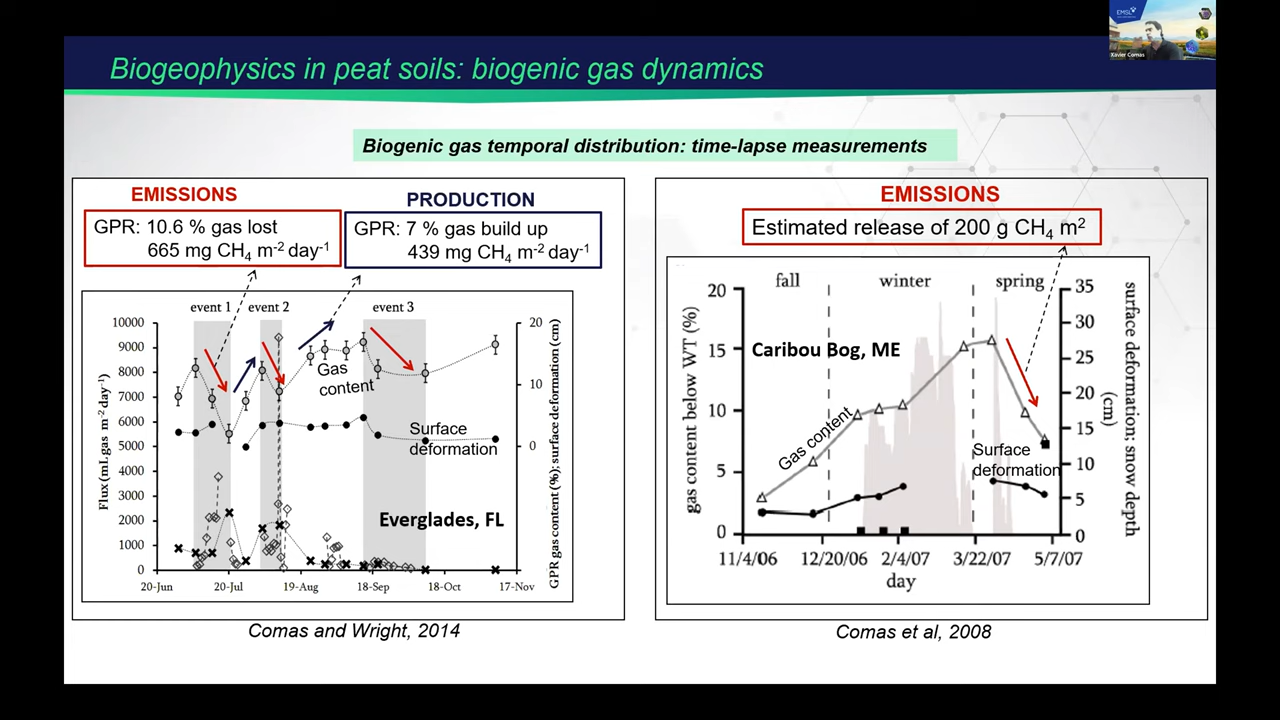 EMSL
Xavier Comas
Biogeophysics in peat soils: biogenic gas dynamics
Biogenic gas temporal distribution: time-lapse measurements
EMISSIONS
GPR: 10.6 % gas lost
665 mg CH4 m-2 day-1
PRODUCTION
GPR: 7 % gas build up
439 mg CH4 m-2 day-1
event 1
event 2
event 3
Flux (mL gas m-2 day-1)
10000
9000
8000
7000
6000
5000
4000
3000
2000
1000
0
Gas
content
Surface
deformation
Everglades, FL
20
10
0
GPR gas content (%); surface deformation (cm)
20-Jun
20-Jul
19-Aug
18-Sep
18-Oct
17-Nov
Comas and Wright, 2014
EMISSIONS
Estimated release of 200 g CH4 m2
fall
winter
spring
gas content below WT (%)
20
15
10
5
0
Caribou Bog, ME
Gas content
Surface
deformation
35
30
25
20
15
10
5
0
surface deformation; snow depth
(cm)
11/4/06
12/20/06
2/4/07
3/22/07
5/7/07
day
Comas et al, 2008